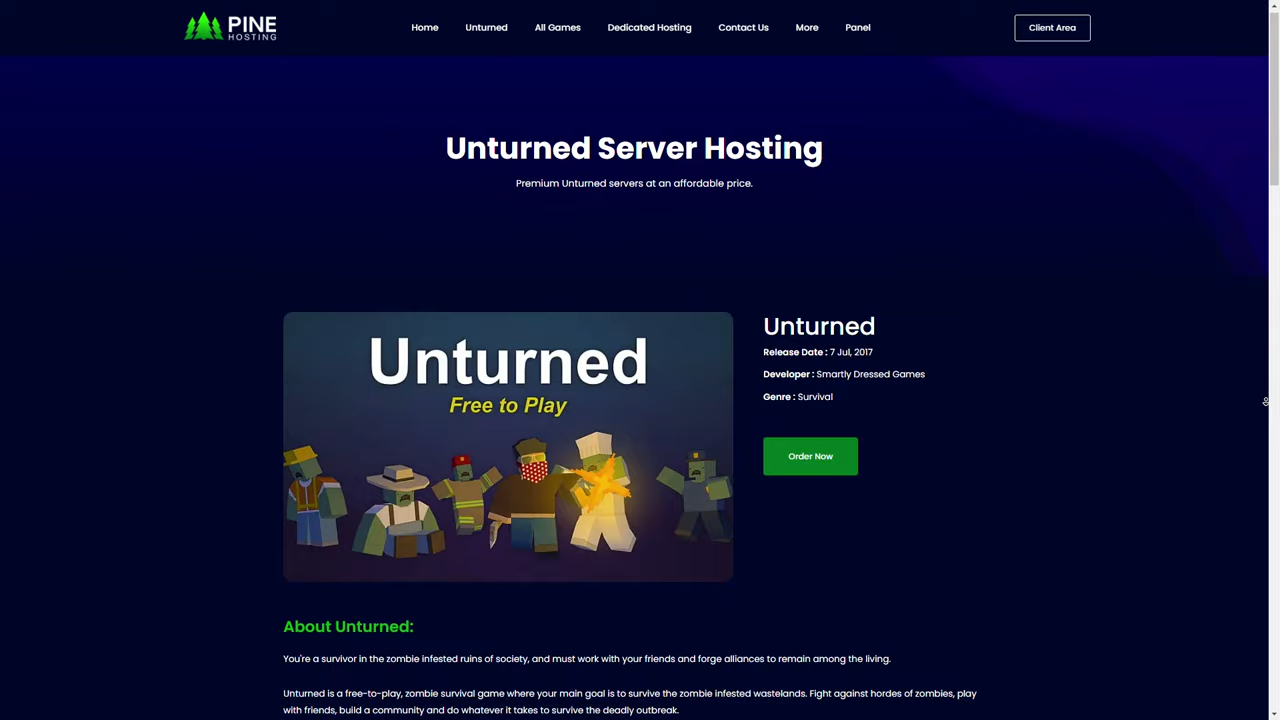 PINE
HOSTING
Home
Unturned
All Games
Dedicated Hosting
Contact Us
More
Panel
Client Area
Unturned Server Hosting
Premium Unturned servers at an affordable price.
Unturned
Free to Play
Unturned
Release Date : 7 Jul, 2017
Developer : Smartly Dressed Games
Genre : Survival
Order Now
About Unturned:
You're a survivor in the zombie infested ruins of society, and must work with your friends and forge alliances to remain among the living.
Unturned is a free-to-play, zombie survival game where your main goal is to survive the zombie infested wastelands. Fight against hordes of zombies, play
with friends, build a community and do whatever it takes to survive the deadly outbreak.